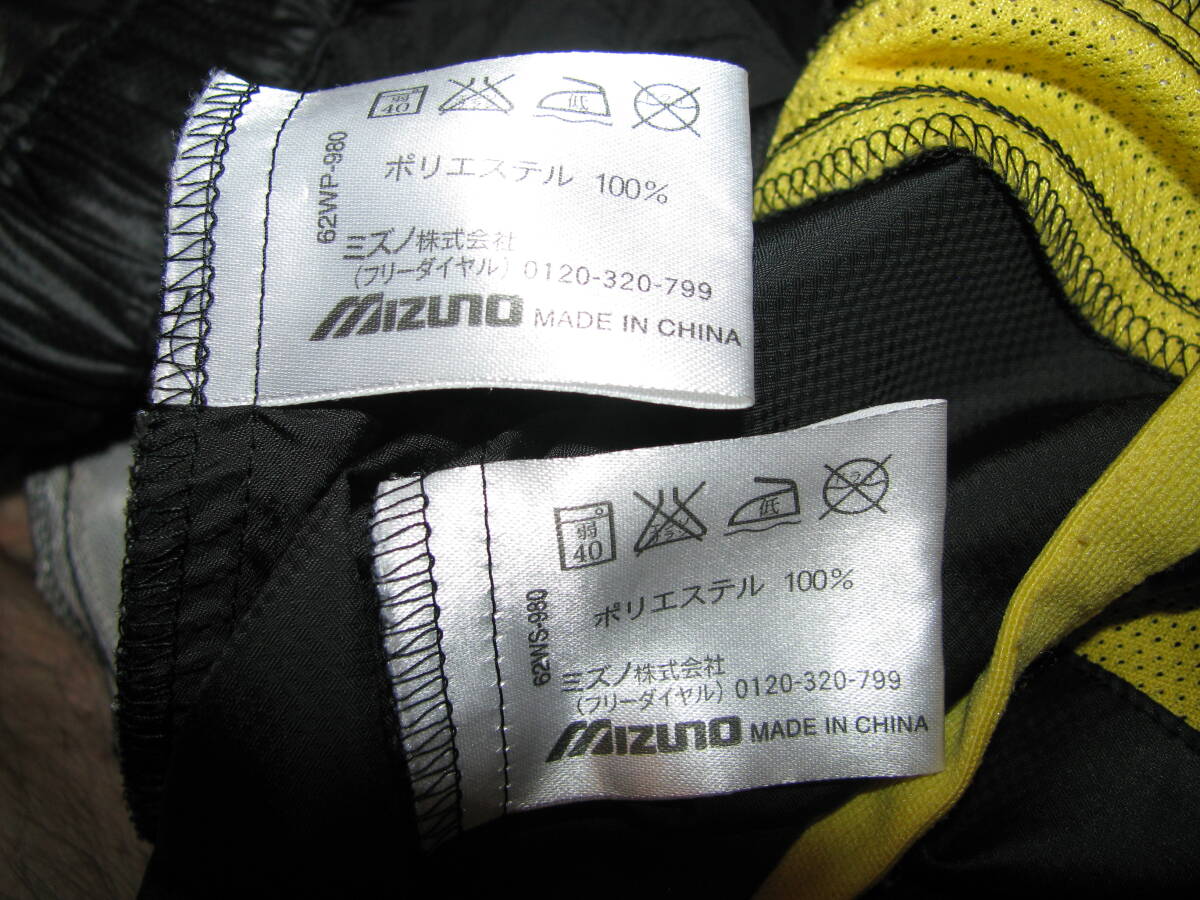 弱
40
低
62WP-980
ポリエステル 100%
ミズノ株式会社
(フリーダイヤル) 0120-320-799
MIZUNO MADE IN CHINA
弱
40
低
62WS-980
ポリエステル 100%
ミズノ株式会社
(フリーダイヤル) 0120-320-799
MIZUNO MADE IN CHINA